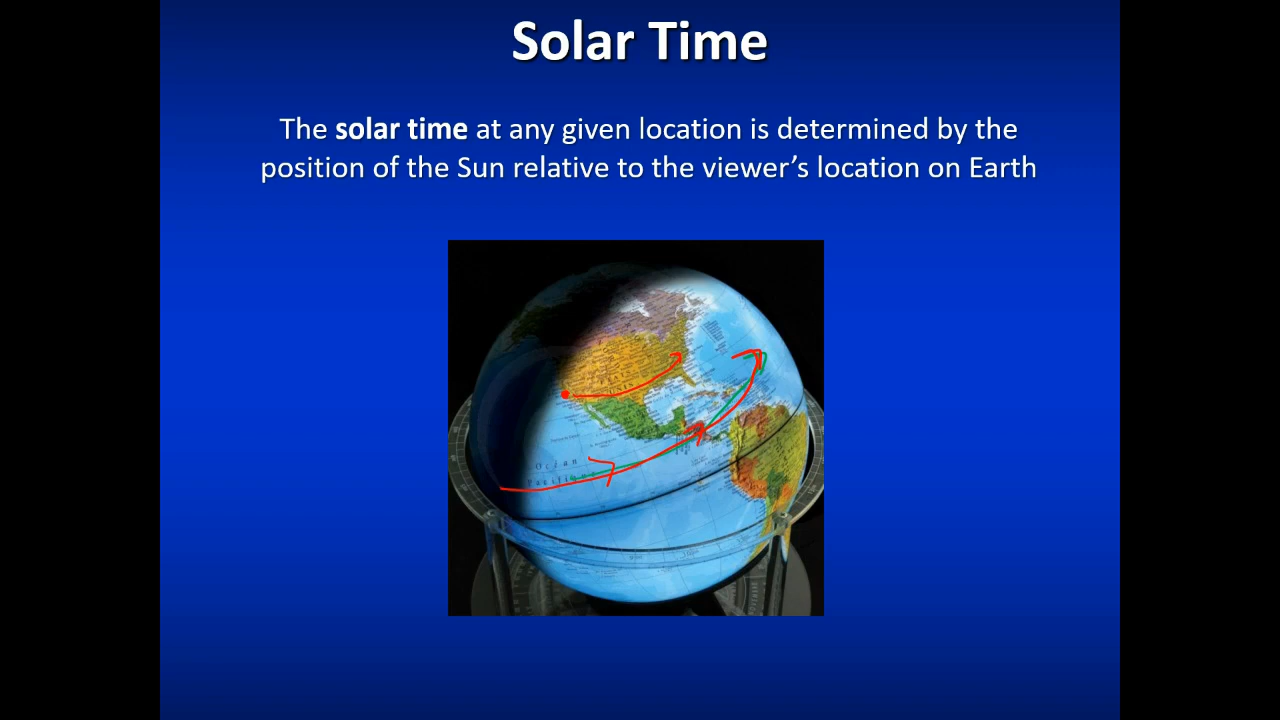 Solar Time
The solar time at any given location is determined by the
position of the Sun relative to the viewer’s location on Earth
Océan